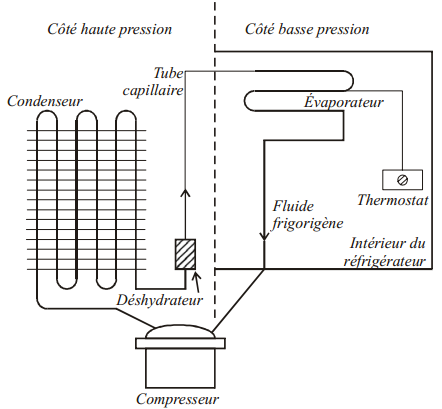 Côté haute pression
Côté basse pression
Tube
capillaire
Condenseur
Évaporateur
Thermostat
Fluide
frigorigène
Intérieur du
réfrigérateur
Déshydrateur
Compresseur